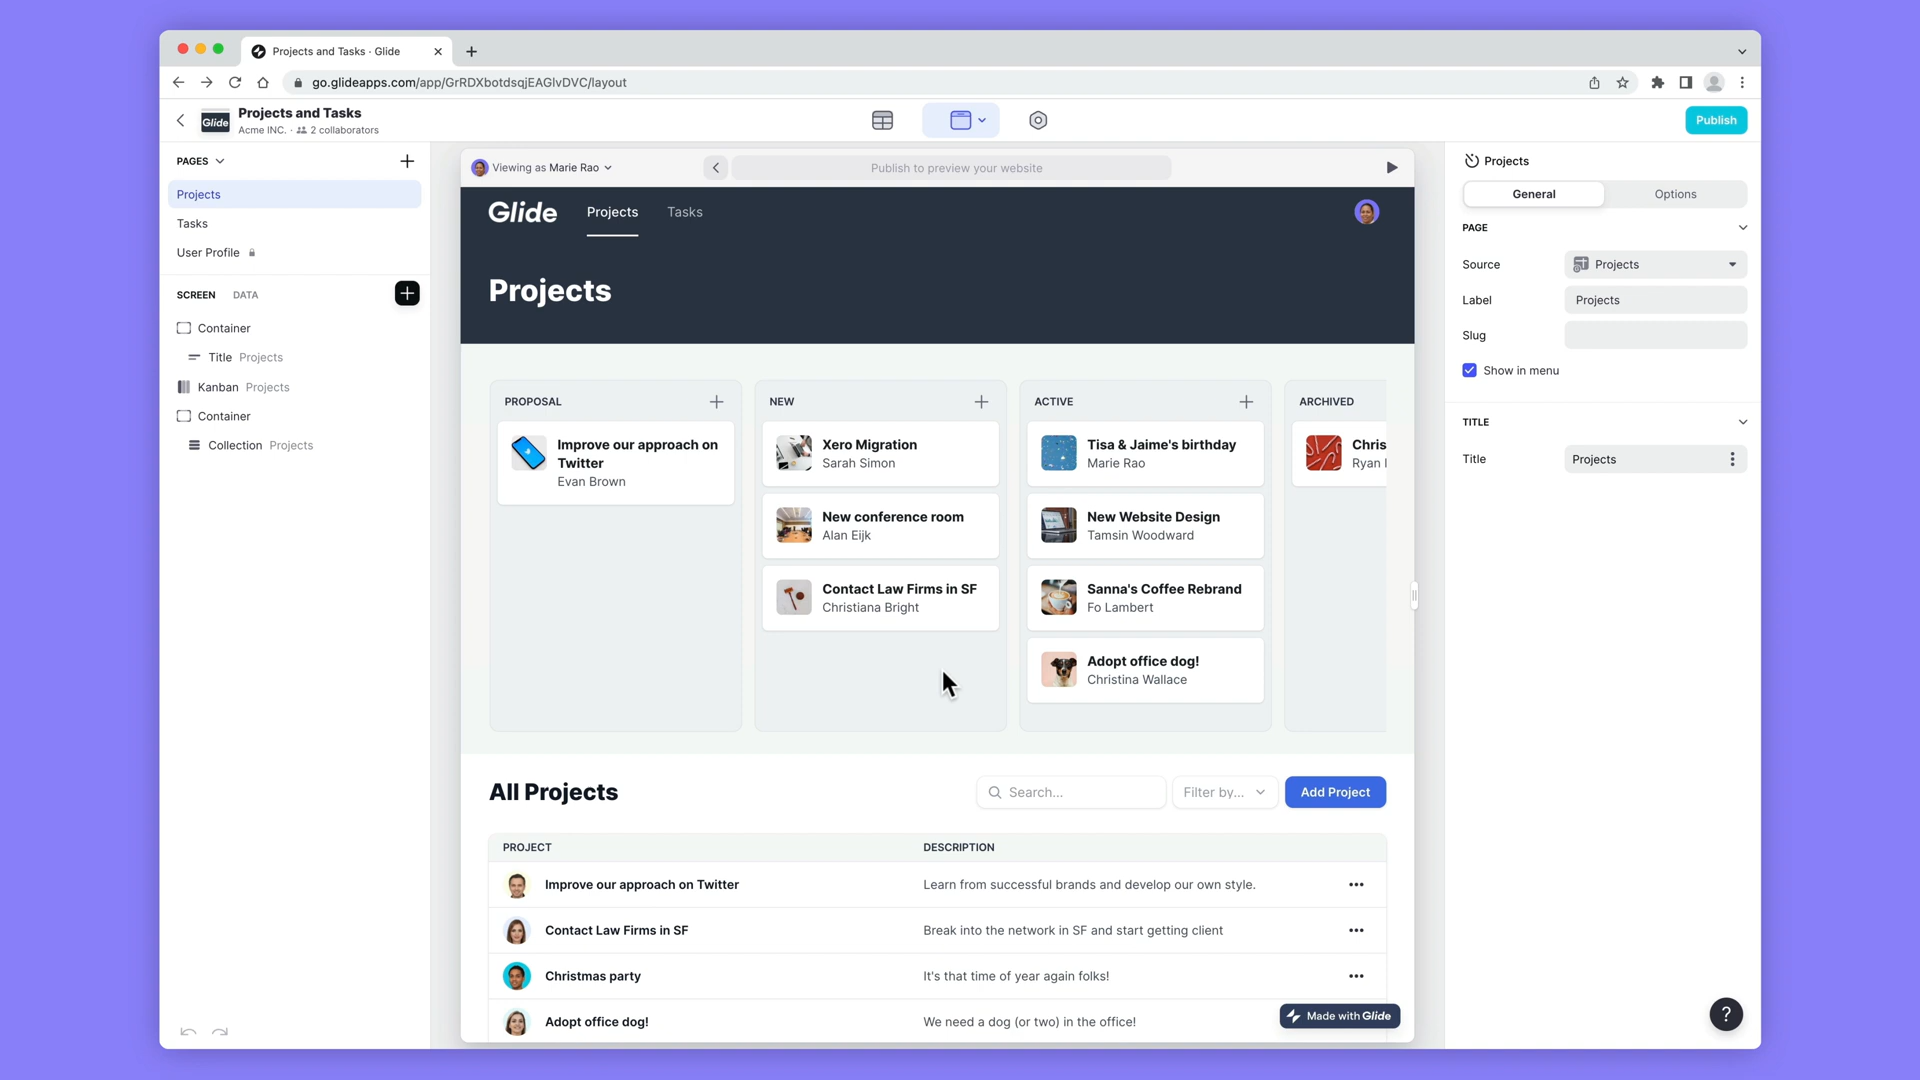 Projects and Tasks · Glide
go.glideapps.com/app/GrRDXbotdsqjEAGlvDVC/layout
Glide
Projects and Tasks
Acme INC. · 2 collaborators
Publish
PAGES
Projects
Tasks
User Profile
SCREEN DATA
Container
Title Projects
Kanban Projects
Container
Collection Projects
Viewing as Marie Rao
Publish to preview your website
Glide Projects Tasks
Projects
PROPOSAL
Improve our approach on
Twitter
Evan Brown
NEW
Xero Migration
Sarah Simon
New conference room
Alan Eijk
Contact Law Firms in SF
Christiana Bright
ACTIVE
Tisa & Jaime's birthday
Marie Rao
New Website Design
Tamsin Woodward
Sanna's Coffee Rebrand
Fo Lambert
Adopt office dog!
Christina Wallace
ARCHIVED
Chris
Ryan
All Projects
Search...
Filter by...
Add Project
PROJECT DESCRIPTION
Improve our approach on Twitter Learn from successful brands and develop our own style.
Contact Law Firms in SF Break into the network in SF and start getting client
Christmas party It's that time of year again folks!
Adopt office dog! We need a dog (or two) in the office!
Made with Glide
Projects
General Options
PAGE
Source Projects
Label Projects
Slug
Show in menu
TITLE
Title Projects
?